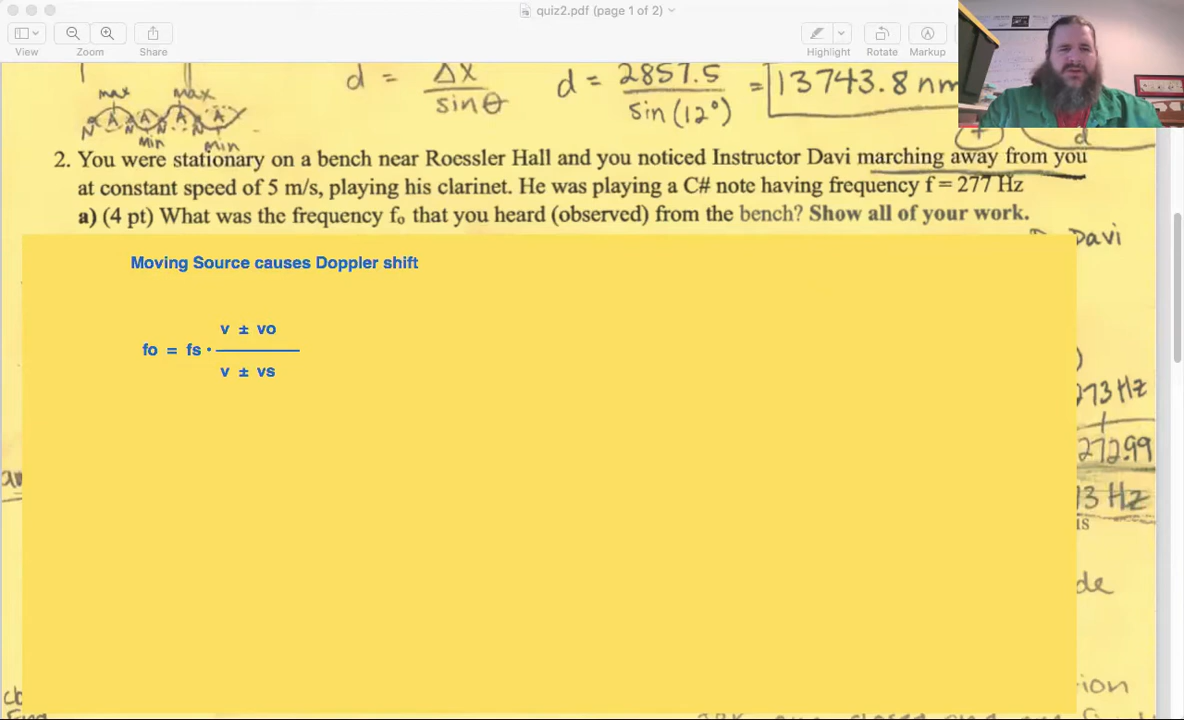 quiz2.pdf (page 1 of 2)
View
Zoom
Share
Highlight
Rotate
Markup
d = Δx / sinθ
d = 2857.5 / sin(12°) = 13743.8 nm
max max
N A N A N A N A
Min Min
+ d
2. You were stationary on a bench near Roessler Hall and you noticed Instructor Davi marching away from you
at constant speed of 5 m/s, playing his clarinet. He was playing a C# note having frequency f = 277 Hz
a) (4 pt) What was the frequency fₒ that you heard (observed) from the bench? Show all of your work.
Davi
Moving Source causes Doppler shift
v ± vo
fo = fs •
v ± vs
)
273 Hz
272.99
13 Hz
is
de
ion